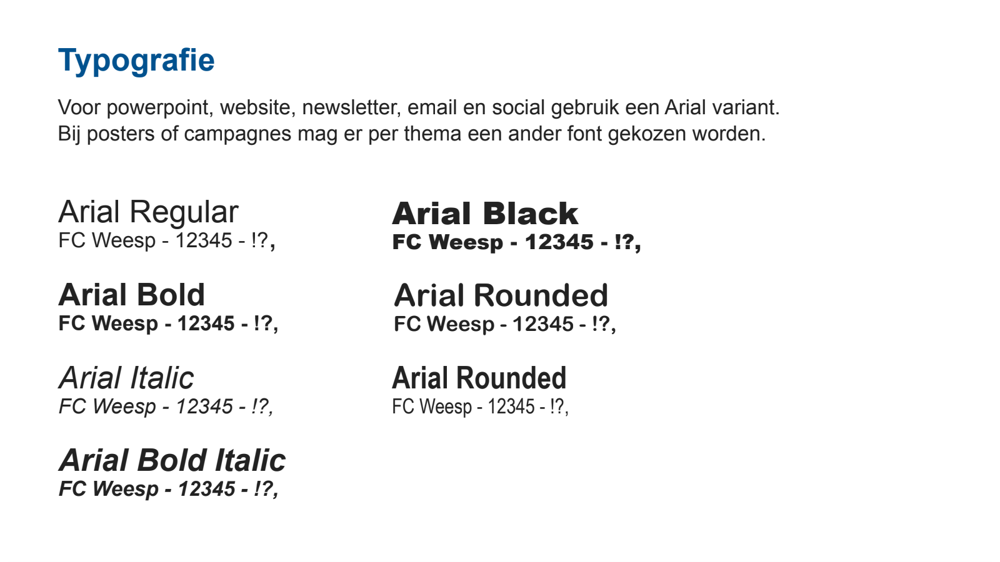 Typografie
Voor powerpoint, website, newsletter, email en social gebruik een Arial variant.
Bij posters of campagnes mag er per thema een ander font gekozen worden.
Arial Regular
FC Weesp - 12345 - !?,
Arial Bold
FC Weesp - 12345 - !?,
Arial Italic
FC Weesp - 12345 - !?,
Arial Bold Italic
FC Weesp - 12345 - !?,
Arial Black
FC Weesp - 12345 - !?,
Arial Rounded
FC Weesp - 12345 - !?,
Arial Rounded
FC Weesp - 12345 - !?,